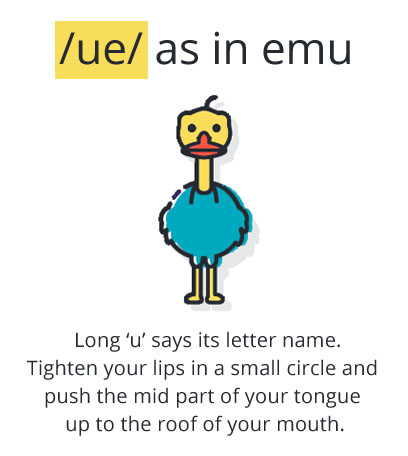 /ue/ as in emu
Long ‘u’ says its letter name.
Tighten your lips in a small circle and
push the mid part of your tongue
up to the roof of your mouth.